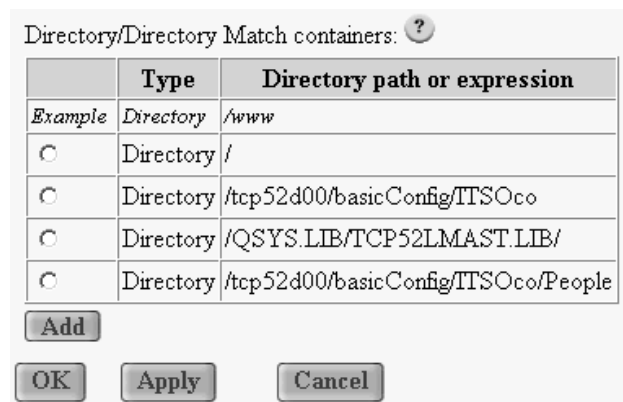 Directory/Directory Match containers: ?
Type Directory path or expression
Example Directory /www
Directory /
Directory /tcp52d00/basicConfig/ITSOco
Directory /QSYS.LIB/TCP52LMAST.LIB/
Directory /tcp52d00/basicConfig/ITSOco/People
Add
OK Apply Cancel